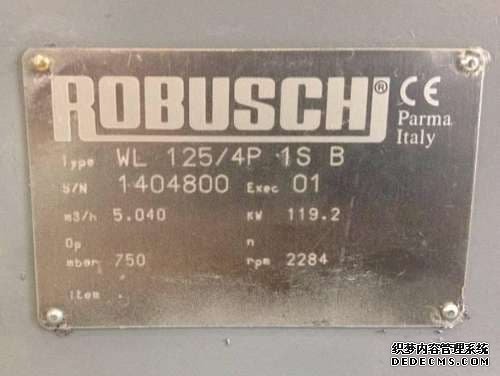 ROBUSCHI® CE
Parma
Italy
Type WL 125/4P 1S B
S/N 1404800 Exec 01
m3/h 5.040 KW 119.2
Dp n
mbar 750 rpm 2284
item .
织梦内容管理系统
DEDECMS.COM